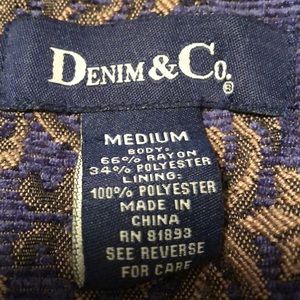 DENIM & CO.®
MEDIUM
BODY:
66% RAYON
34% POLYESTER
LINING:
100% POLYESTER
MADE IN
CHINA
RN 81893
SEE REVERSE
FOR CARE